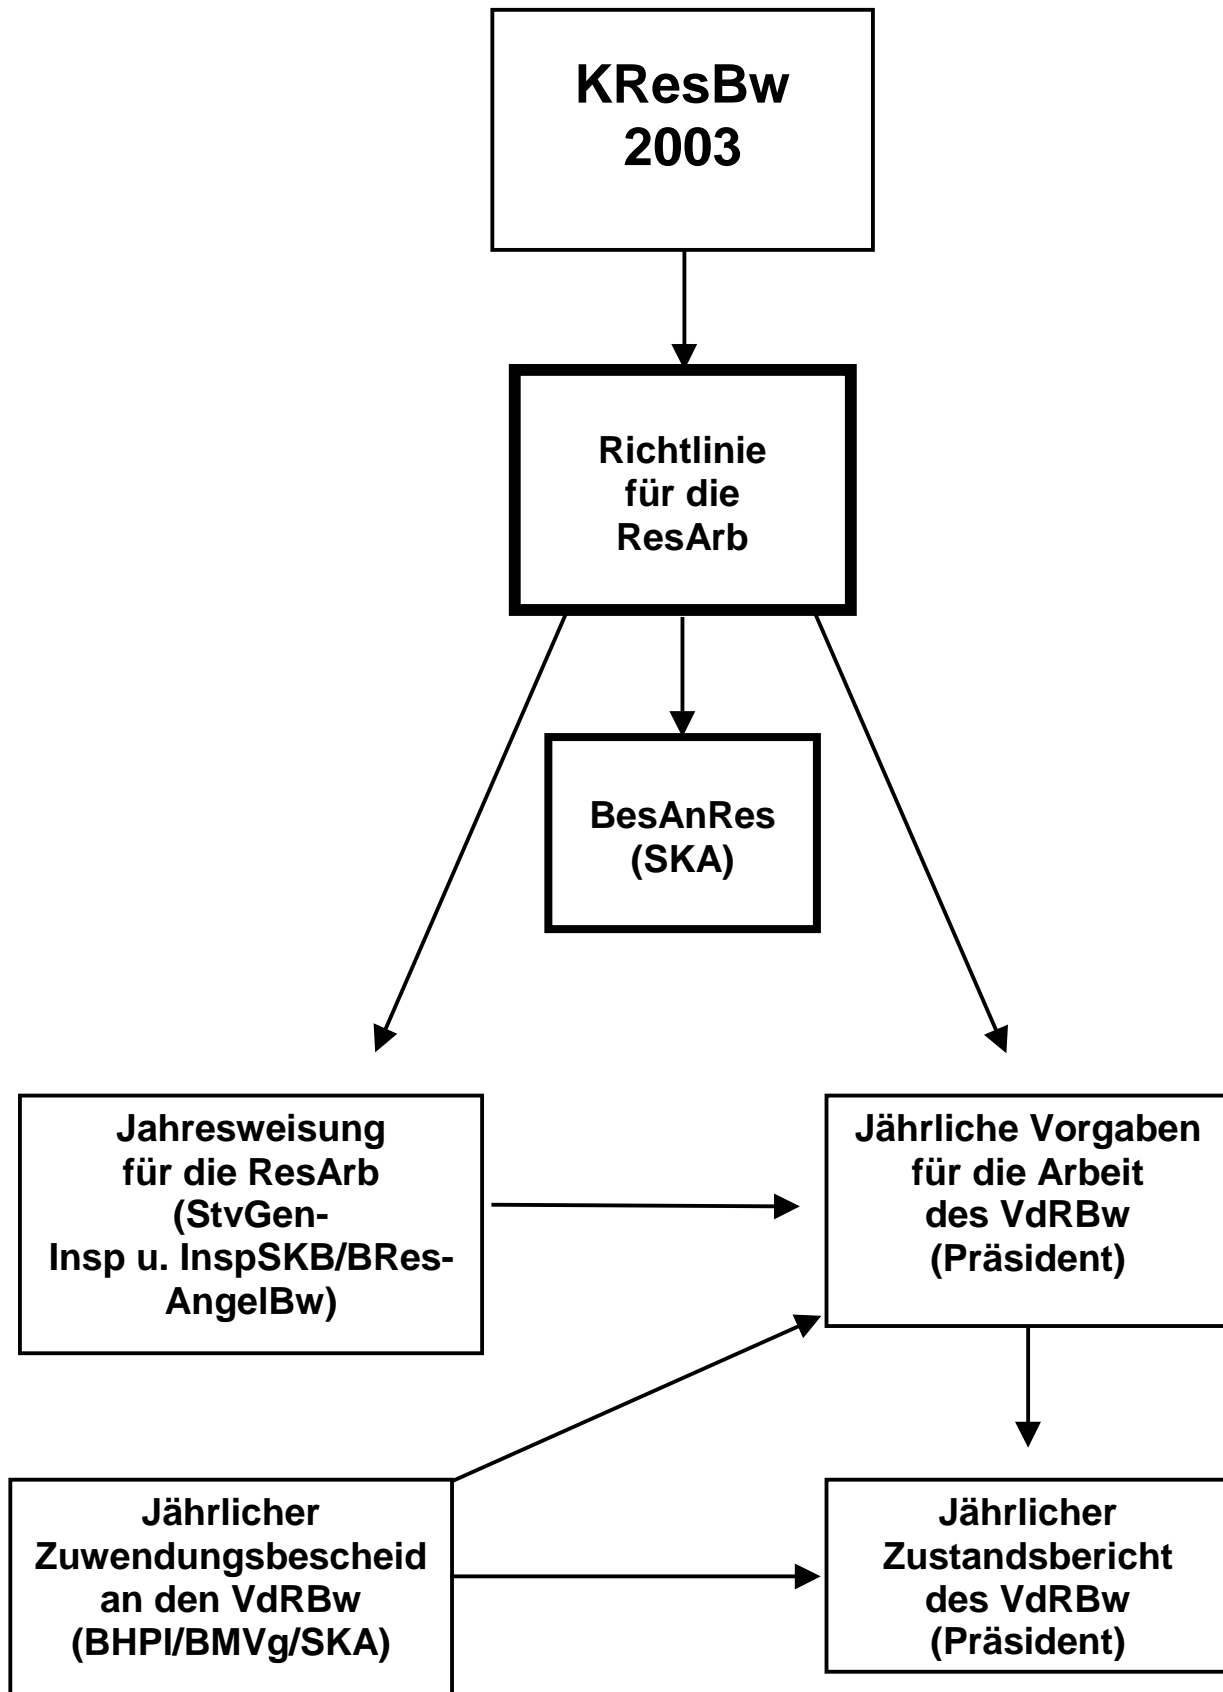 KResBw
2003
Richtlinie
für die
ResArb
BesAnRes
(SKA)
Jahresweisung
für die ResArb
(StvGen-
Insp u. InspSKB/BRes-
AngelBw)
Jährliche Vorgaben
für die Arbeit
des VdRBw
(Präsident)
Jährlicher
Zuwendungsbescheid
an den VdRBw
(BHPl/BMVg/SKA)
Jährlicher
Zustandsbericht
des VdRBw
(Präsident)